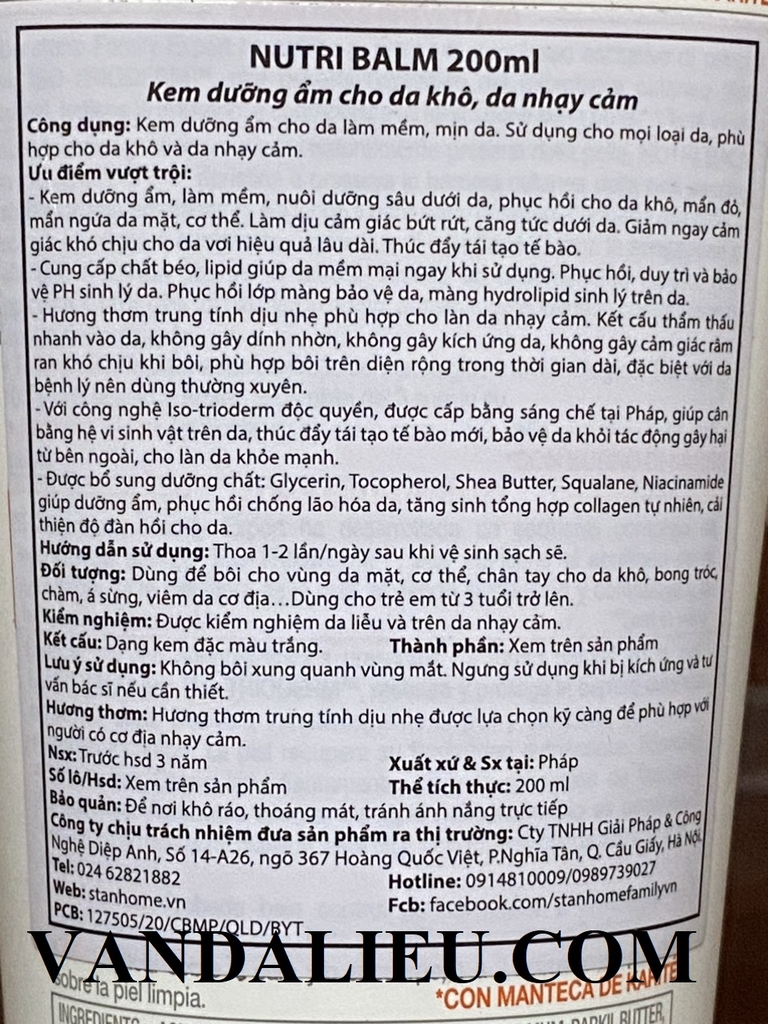 NUTRI BALM 200ml
Kem dưỡng ẩm cho da khô, da nhạy cảm
Công dụng: Kem dưỡng ẩm cho da làm mềm, mịn da. Sử dụng cho mọi loại da, phù
hợp cho da khô và da nhạy cảm.
Ưu điểm vượt trội:
- Kem dưỡng ẩm, làm mềm, nuôi dưỡng sâu dưới da, phục hồi cho da khô, mẩn đỏ,
mẩn ngứa da mặt, cơ thể. Làm dịu cảm giác bứt rứt, căng tức dưới da. Giảm ngay cảm
giác khó chịu cho da vơi hiệu quả lâu dài. Thúc đẩy tái tạo tế bào.
- Cung cấp chất béo, lipid giúp da mềm mại ngay khi sử dụng. Phục hồi, duy trì và bảo
vệ PH sinh lý da. Phục hồi lớp màng bảo vệ da, màng hydrolipid sinh lý trên da.
- Hương thơm trung tính dịu nhẹ phù hợp cho làn da nhạy cảm. Kết cấu thẩm thấu
nhanh vào da, không gây dính nhờn, không gây kích ứng da, không gây cảm giác râm
ran khó chịu khi bôi, phù hợp bôi trên diện rộng trong thời gian dài, đặc biệt với da
bệnh lý nên dùng thường xuyên.
- Với công nghệ Iso-trioderm độc quyền, được cấp bằng sáng chế tại Pháp, giúp cân
bằng hệ vi sinh vật trên da, thúc đẩy tái tạo tế bào mới, bảo vệ da khỏi tác động gây hại
từ bên ngoài, cho làn da khỏe mạnh.
- Được bổ sung dưỡng chất: Glycerin, Tocopherol, Shea Butter, Squalane, Niacinamide
giúp dưỡng ẩm, phục hồi chống lão hóa da, tăng sinh tổng hợp collagen tự nhiên, cải
thiện độ đàn hồi cho da.
Hướng dẫn sử dụng: Thoa 1-2 lần/ngày sau khi vệ sinh sạch sẽ.
Đối tượng: Dùng để bôi cho vùng da mặt, cơ thể, chân tay cho da khô, bong tróc,
chàm, á sừng, viêm da cơ địa...Dùng cho trẻ em từ 3 tuổi trở lên.
Kiểm nghiệm: Được kiểm nghiệm da liễu và trên da nhạy cảm.
Kết cấu: Dạng kem đặc màu trắng. Thành phần: Xem trên sản phẩm
Lưu ý sử dụng: Không bôi xung quanh vùng mắt. Ngưng sử dụng khi bị kích ứng và tư
vấn bác sĩ nếu cần thiết.
Hương thơm: Hương thơm trung tính dịu nhẹ được lựa chọn kỹ càng để phù hợp với
người có cơ địa nhạy cảm.
Nsx: Trước hsd 3 năm Xuất xứ & Sx tại: Pháp
Số lô/Hsd: Xem trên sản phẩm Thể tích thực: 200 ml
Bảo quản: Để nơi khô ráo, thoáng mát, tránh ánh nắng trực tiếp
Công ty chịu trách nhiệm đưa sản phẩm ra thị trường: Cty TNHH Giải Pháp & Công
Nghệ Diệp Anh, Số 14-A26, ngõ 367 Hoàng Quốc Việt, P.Nghĩa Tân, Q. Cầu Giấy, Hà Nội.
Tel: 024 62821882 Hotline: 0914810009/0989739027
Web: stanhome.vn Fcb: facebook.com/stanhomefamilyvn
PCB: 127505/20/CBMP/QLD/BYT
VANDALIEU.COM
sobre la piel limpia. *CON MANTECA DE KARITÉ